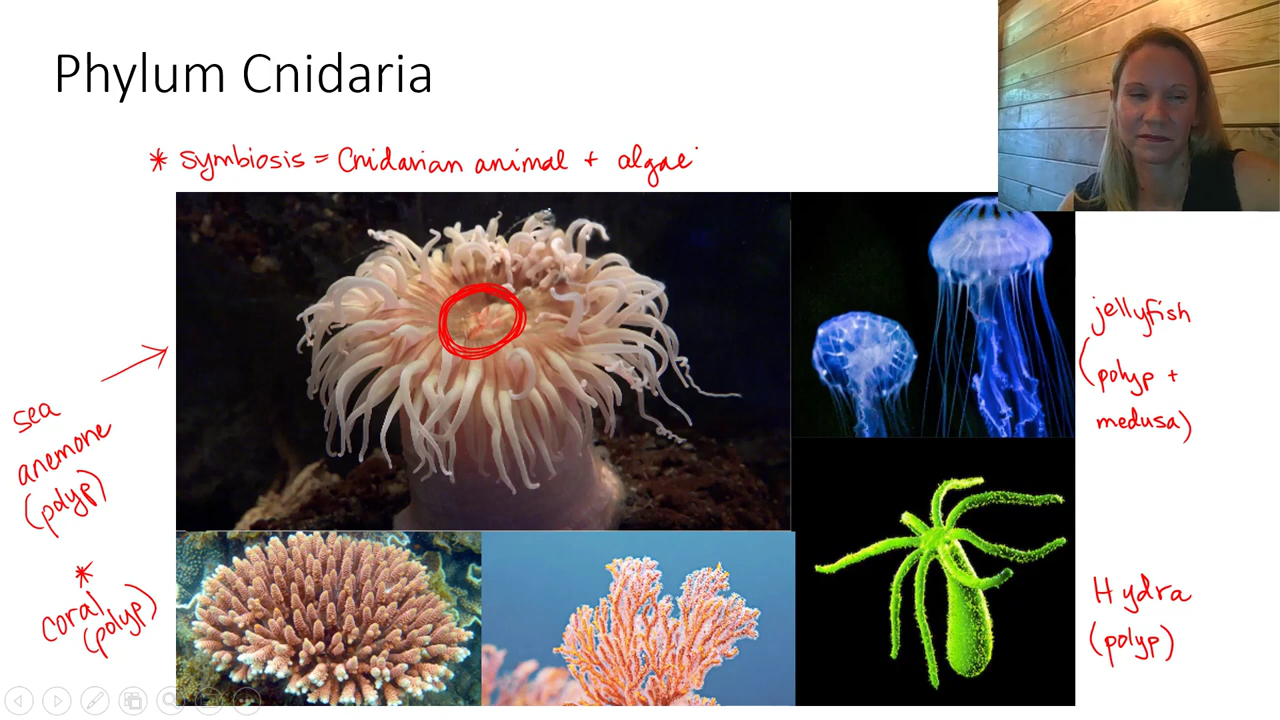 Phylum Cnidaria
* symbiosis = Cnidarian animal + algae
sea
anemone
(polyp)
*
coral
(polyp)
jellyfish
(polyp +
medusa)
Hydra
(polyp)